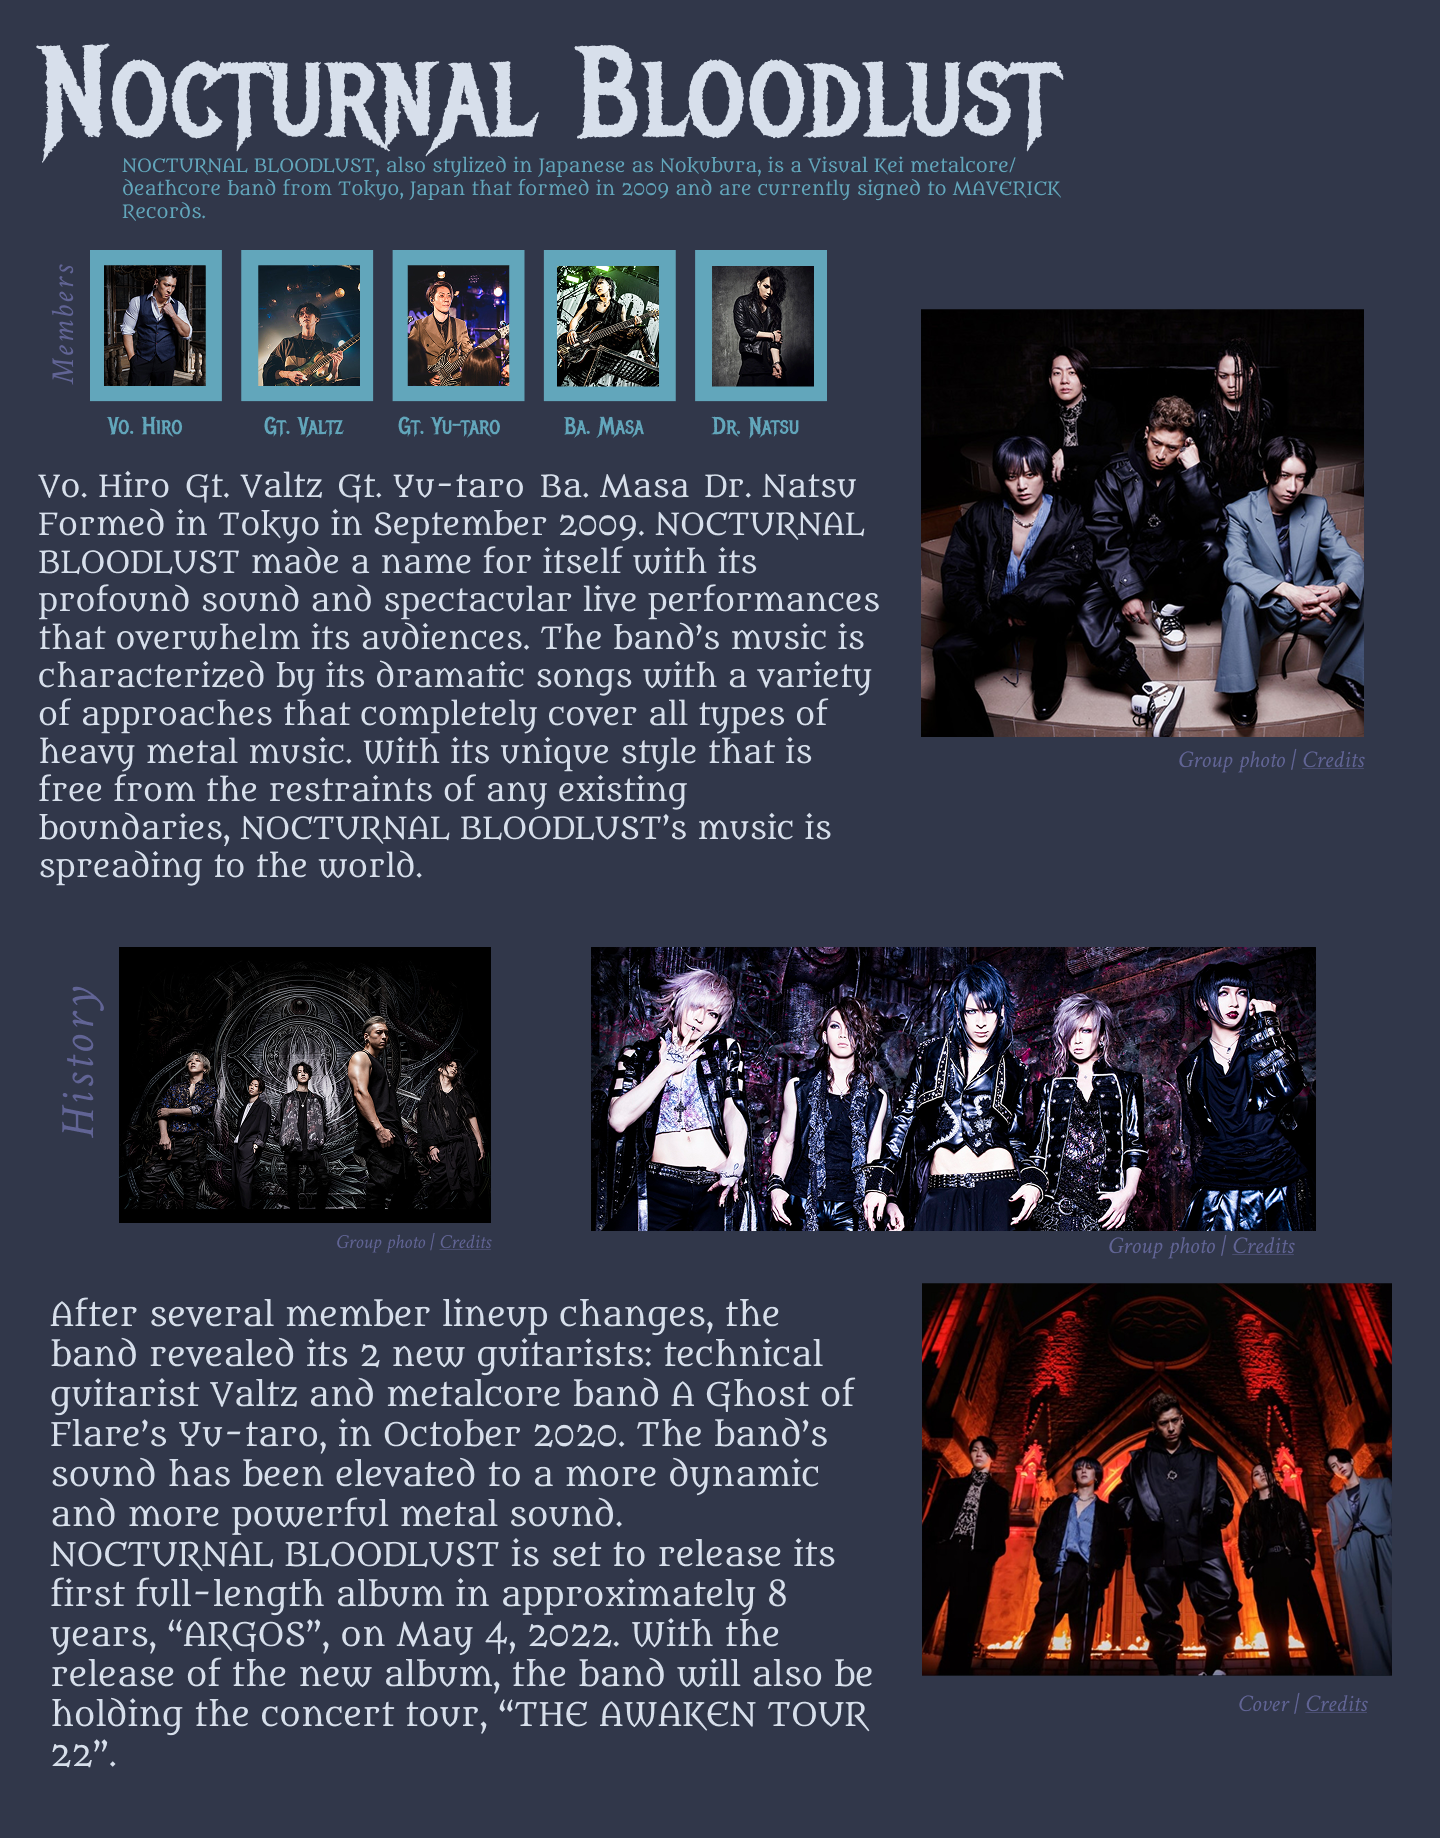 Nocturnal Bloodlust
NOCTURNAL BLOODLUST, also stylized in Japanese as Nokubura, is a Visual Kei metalcore/
deathcore band from Tokyo, Japan that formed in 2009 and are currently signed to MAVERICK
Records.
Members
Vo. Hiro
Gt. Valtz
Gt. Yu-taro
Ba. Masa
Dr. Natsu
Vo. Hiro Gt. Valtz Gt. Yu-taro Ba. Masa Dr. Natsu
Formed in Tokyo in September 2009. NOCTURNAL
BLOODLUST made a name for itself with its
profound sound and spectacular live performances
that overwhelm its audiences. The band’s music is
characterized by its dramatic songs with a variety
of approaches that completely cover all types of
heavy metal music. With its unique style that is
free from the restraints of any existing
boundaries, NOCTURNAL BLOODLUST’s music is
spreading to the world.
Group photo | Credits
History
Group photo | Credits
Group photo | Credits
After several member lineup changes, the
band revealed its 2 new guitarists: technical
guitarist Valtz and metalcore band A Ghost of
Flare’s Yu-taro, in October 2020. The band’s
sound has been elevated to a more dynamic
and more powerful metal sound.
NOCTURNAL BLOODLUST is set to release its
first full-length album in approximately 8
years, “ARGOS”, on May 4, 2022. With the
release of the new album, the band will also be
holding the concert tour, “THE AWAKEN TOUR
22”.
Cover | Credits